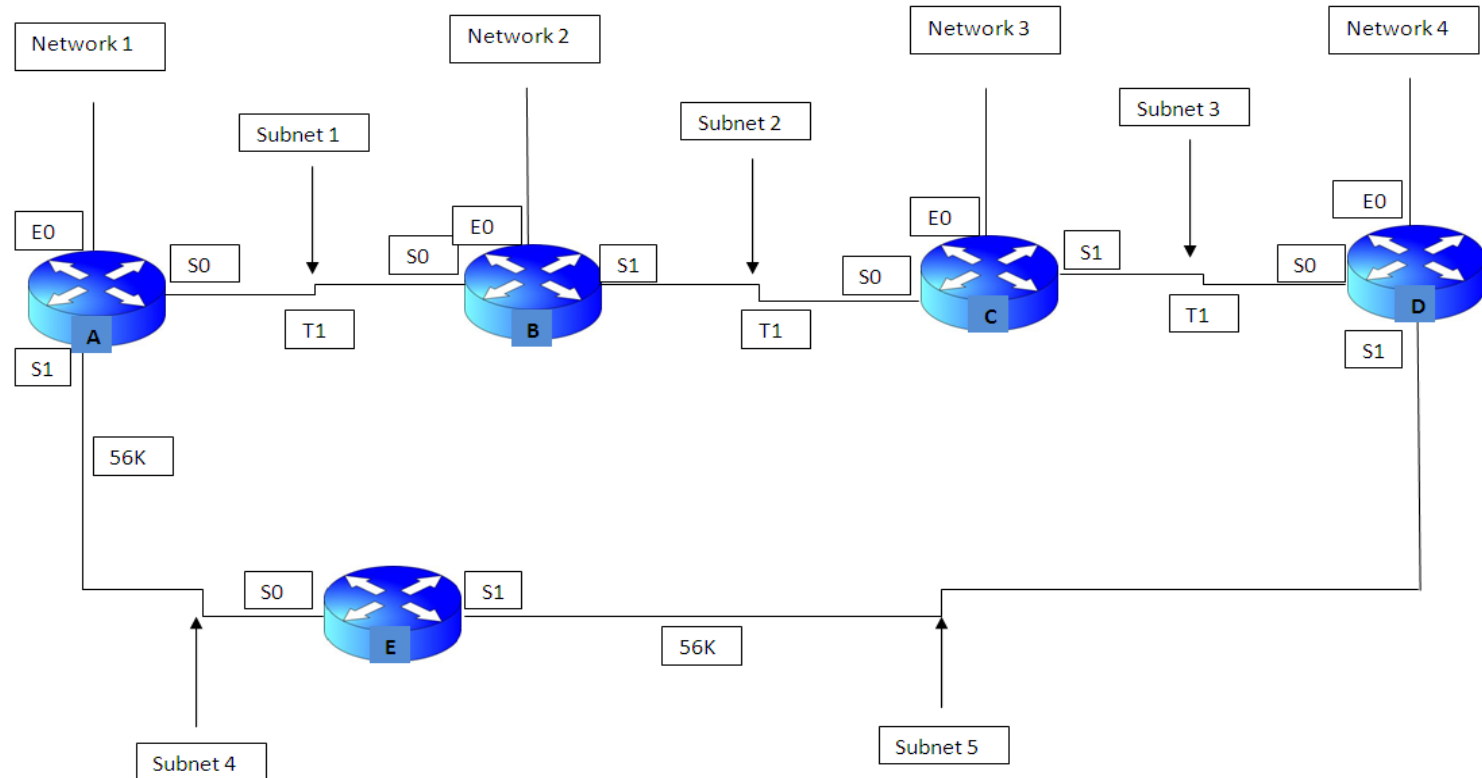 Network 1
Network 2
Network 3
Network 4
Subnet 1
Subnet 2
Subnet 3
E0
S0
S0
E0
S1
S0
E0
S1
S0
E0
A
T1
B
T1
C
T1
D
S1
S1
56K
S0
S1
E
56K
Subnet 4
Subnet 5